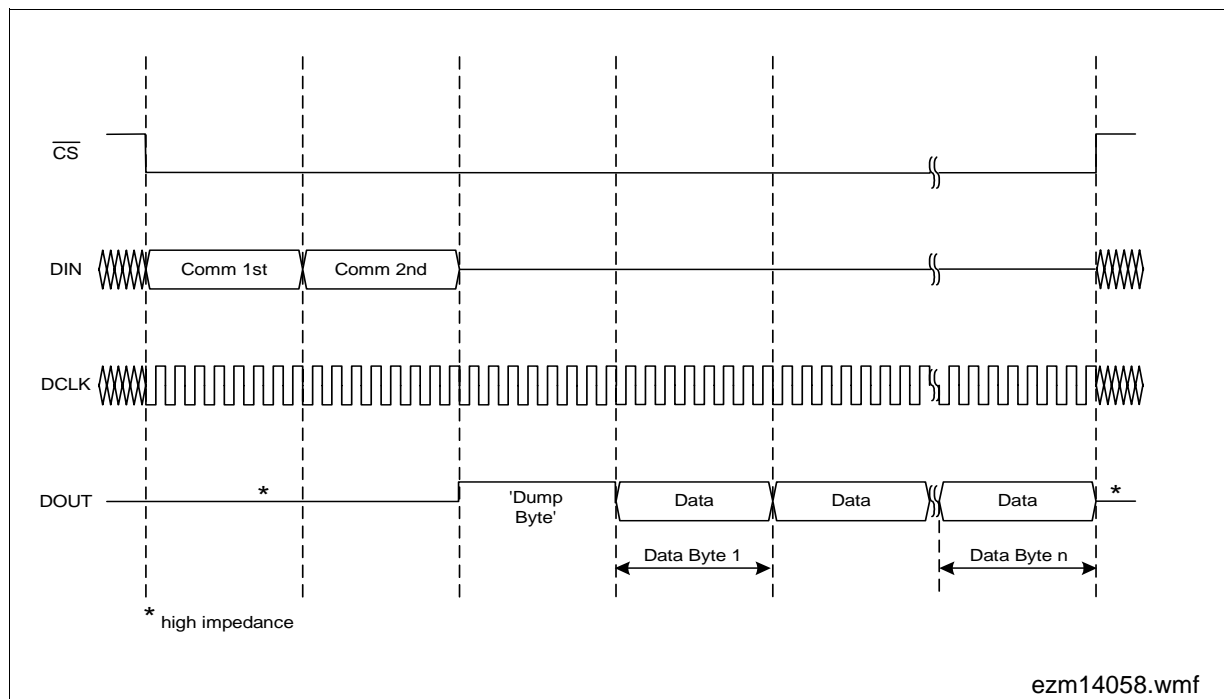 CS
DIN
Comm 1st
Comm 2nd
DCLK
DOUT
*
'Dump
Byte'
Data
Data
Data
*
Data Byte 1
Data Byte n
* high impedance
ezm14058.wmf